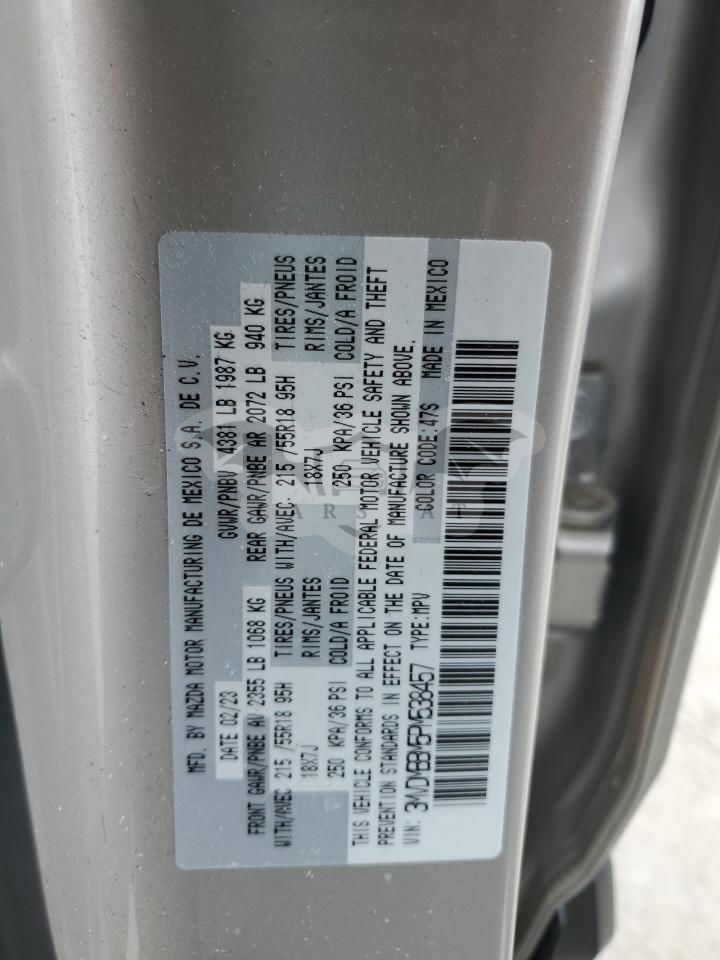 MFD. BY MAZDA MOTOR MANUFACTURING DE MEXICO S.A. DE C.V.
DATE 02/23 GVWR/PNBV 4381 LB 1987 KG
FRONT GAWR/PNBE AV 2355 LB 1068 KG REAR GAWR/PNBE AR 2072 LB 940 KG
WITH/AVEC 215 /55R18 95H TIRES/PNEUS WITH/AVEC. 215 /55R18 95H TIRES/PNEUS
18X7J RIMS/JANTES 18X7J RIMS/JANTES
250 KPA/36 PSI COLD/A FROID 250 KPA/36 PSI COLD/A FROID
THIS VEHICLE CONFORMS TO ALL APPLICABLE FEDERAL MOTOR VEHICLE SAFETY AND THEFT
PREVENTION STANDARDS IN EFFECT ON THE DATE OF MANUFACTURE SHOWN ABOVE.
VIN: 3MVDMBBM5PM538457 TYPE:MPV COLOR CODE:47S MADE IN MEXICO